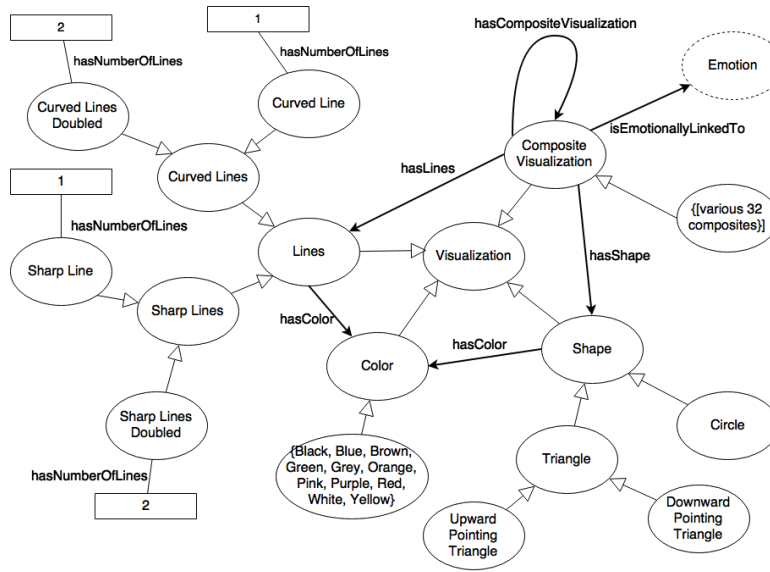 2
1
hasCompositeVisualization
hasNumberOfLines
hasNumberOfLines
Emotion
Curved Lines
Doubled
Curved Line
isEmotionallyLinkedTo
Composite
Visualization
hasLines
Curved Lines
1
{[various 32
composites}]
hasNumberOfLines
Lines
Visualization
hasShape
Sharp Line
Sharp Lines
hasColor
hasColor
Shape
Color
Sharp Lines
Doubled
Circle
{Black, Blue, Brown,
Green, Grey, Orange,
Pink, Purple, Red,
White, Yellow}
Triangle
hasNumberOfLines
2
Upward
Pointing
Triangle
Downward
Pointing
Triangle